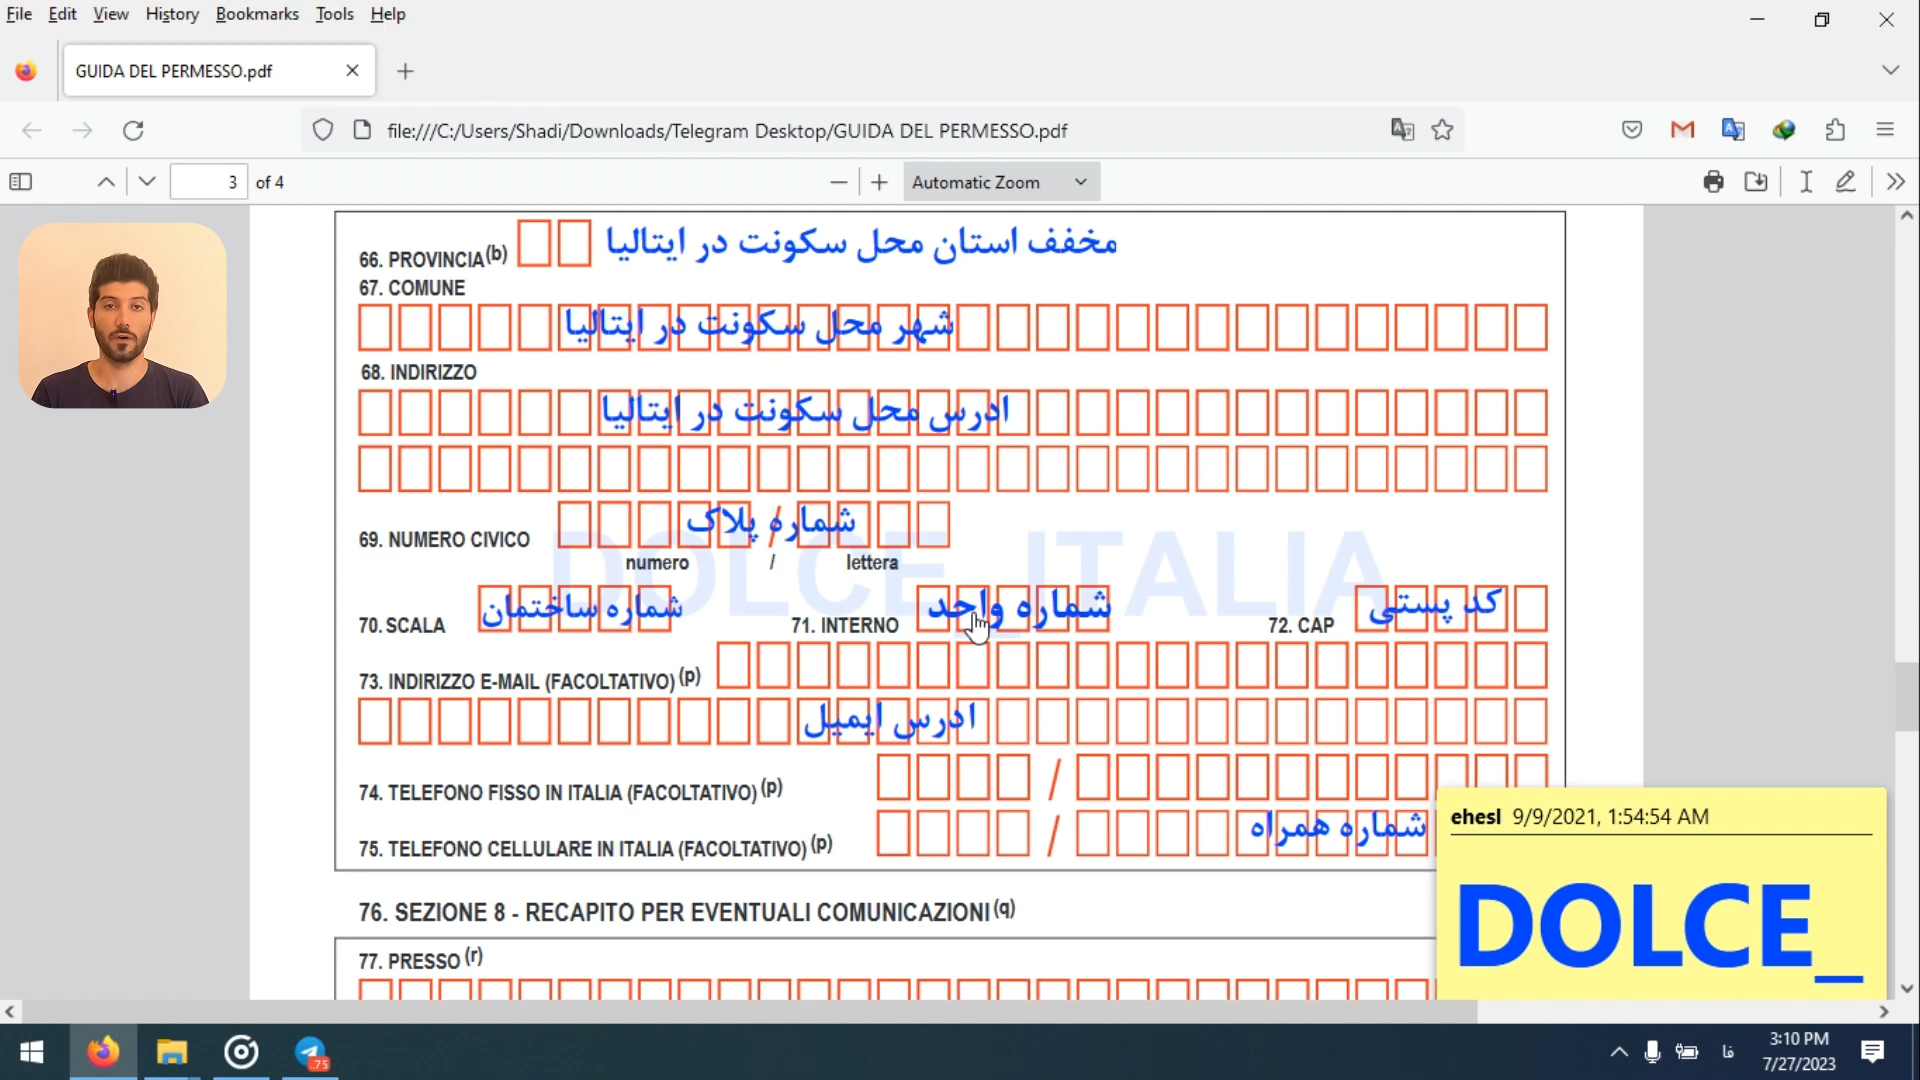 File Edit View History Bookmarks Tools Help
GUIDA DEL PERMESSO.pdf
file:///C:/Users/Shadi/Downloads/Telegram Desktop/GUIDA DEL PERMESSO.pdf
3 of 4
Automatic Zoom
66. PROVINCIA(b) مخفف استان محل سکونت در ایتالیا
67. COMUNE
شهر محل سکونت در ایتالیا
68. INDIRIZZO
ادرس محل سکونت در ایتالیا
69. NUMERO CIVICO شماره پلاک /
numero / lettera
DOLCE_ITALIA
70. SCALA شماره ساختمان 71. INTERNO شماره واحد 72. CAP کد پستی
73. INDIRIZZO E-MAIL (FACOLTATIVO)(p)
ادرس ایمیل
74. TELEFONO FISSO IN ITALIA (FACOLTATIVO)(p) /
75. TELEFONO CELLULARE IN ITALIA (FACOLTATIVO)(p) / شماره همراه
ehesl 9/9/2021, 1:54:54 AM
DOLCE_
76. SEZIONE 8 - RECAPITO PER EVENTUALI COMUNICAZIONI(q)
77. PRESSO(r)
75
فا
3:10 PM
7/27/2023